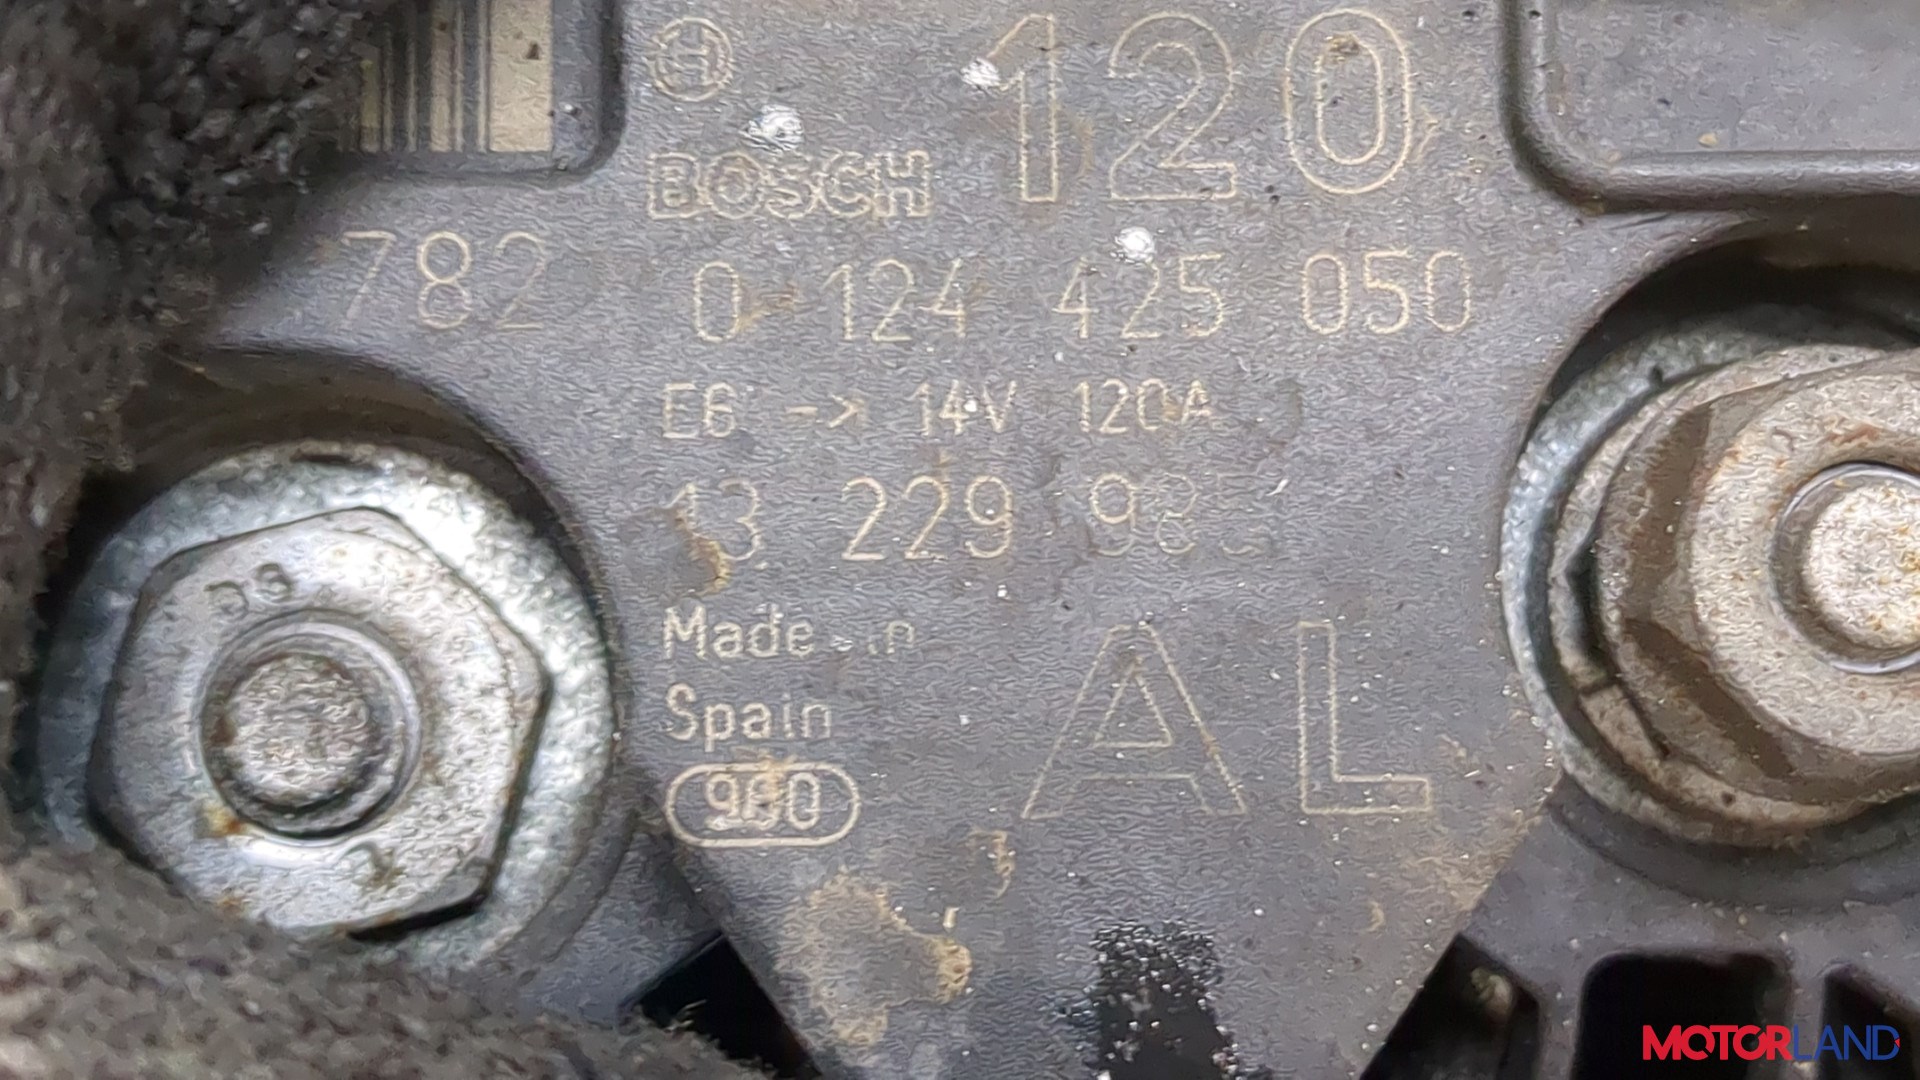 120
BOSCH
782
0 124 425 050
E6 -> 14V 120A
13 229
Made in
Spain
AL
MOTORLAND